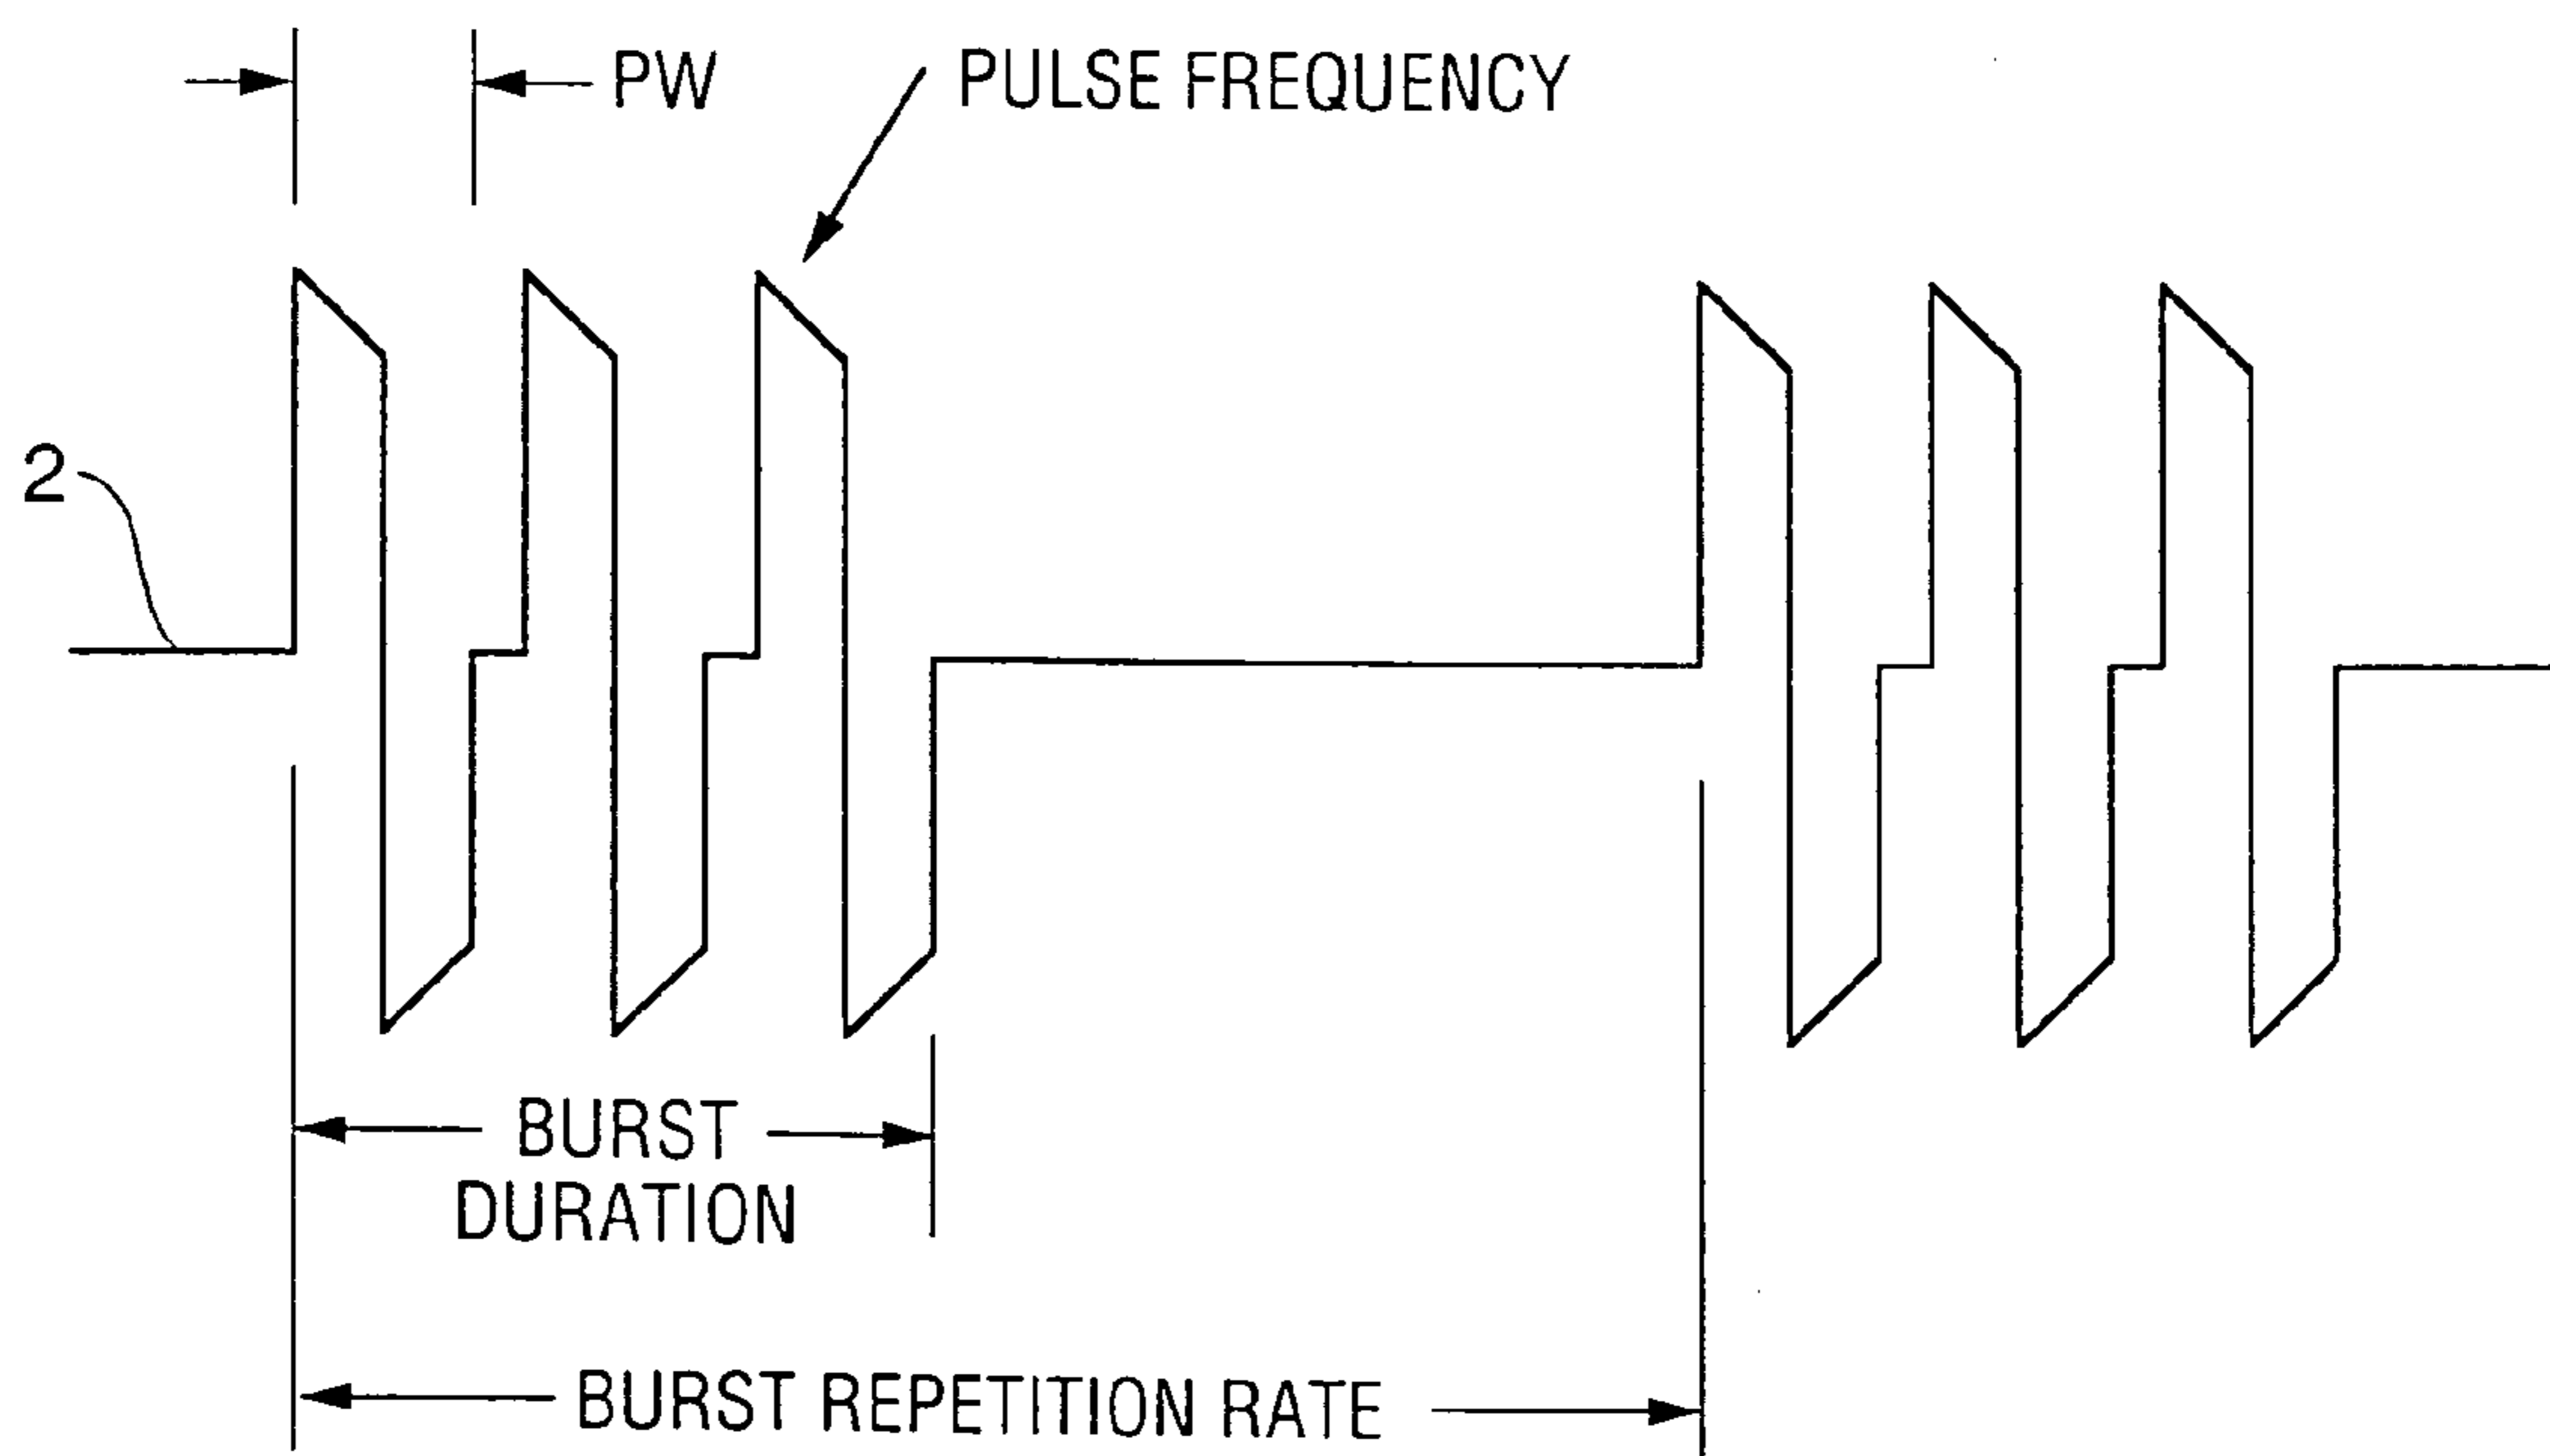 PW
PULSE FREQUENCY
2
BURST
DURATION
BURST REPETITION RATE